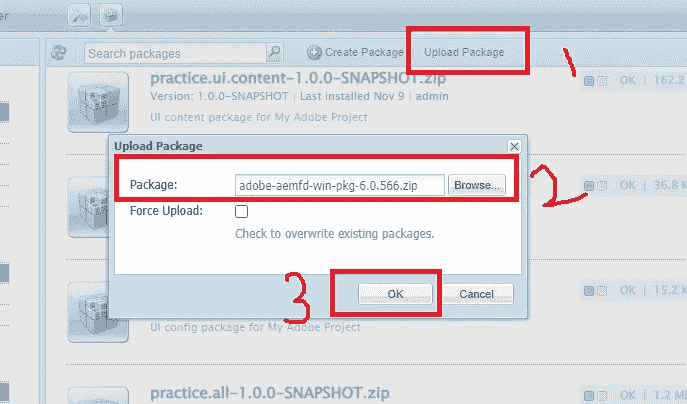 er
Search packages
Create Package
Upload Package
1
practice.ui.content-1.0.0-SNAPSHOT.zip
Version: 1.0.0-SNAPSHOT | Last installed Nov 9 | admin
UI content package for My Adobe Project
OK | 162.2
Upload Package
Package:
adobe-aemfd-win-pkg-6.0.566.zip
Browse...
2
OK | 36.8 K
Force Upload:
Check to overwrite existing packages.
3
OK
Cancel
OK | 15.2 K
UI config package for My Adobe Project
practice.all-1.0.0-SNAPSHOT.zip
OK | 1.2 M